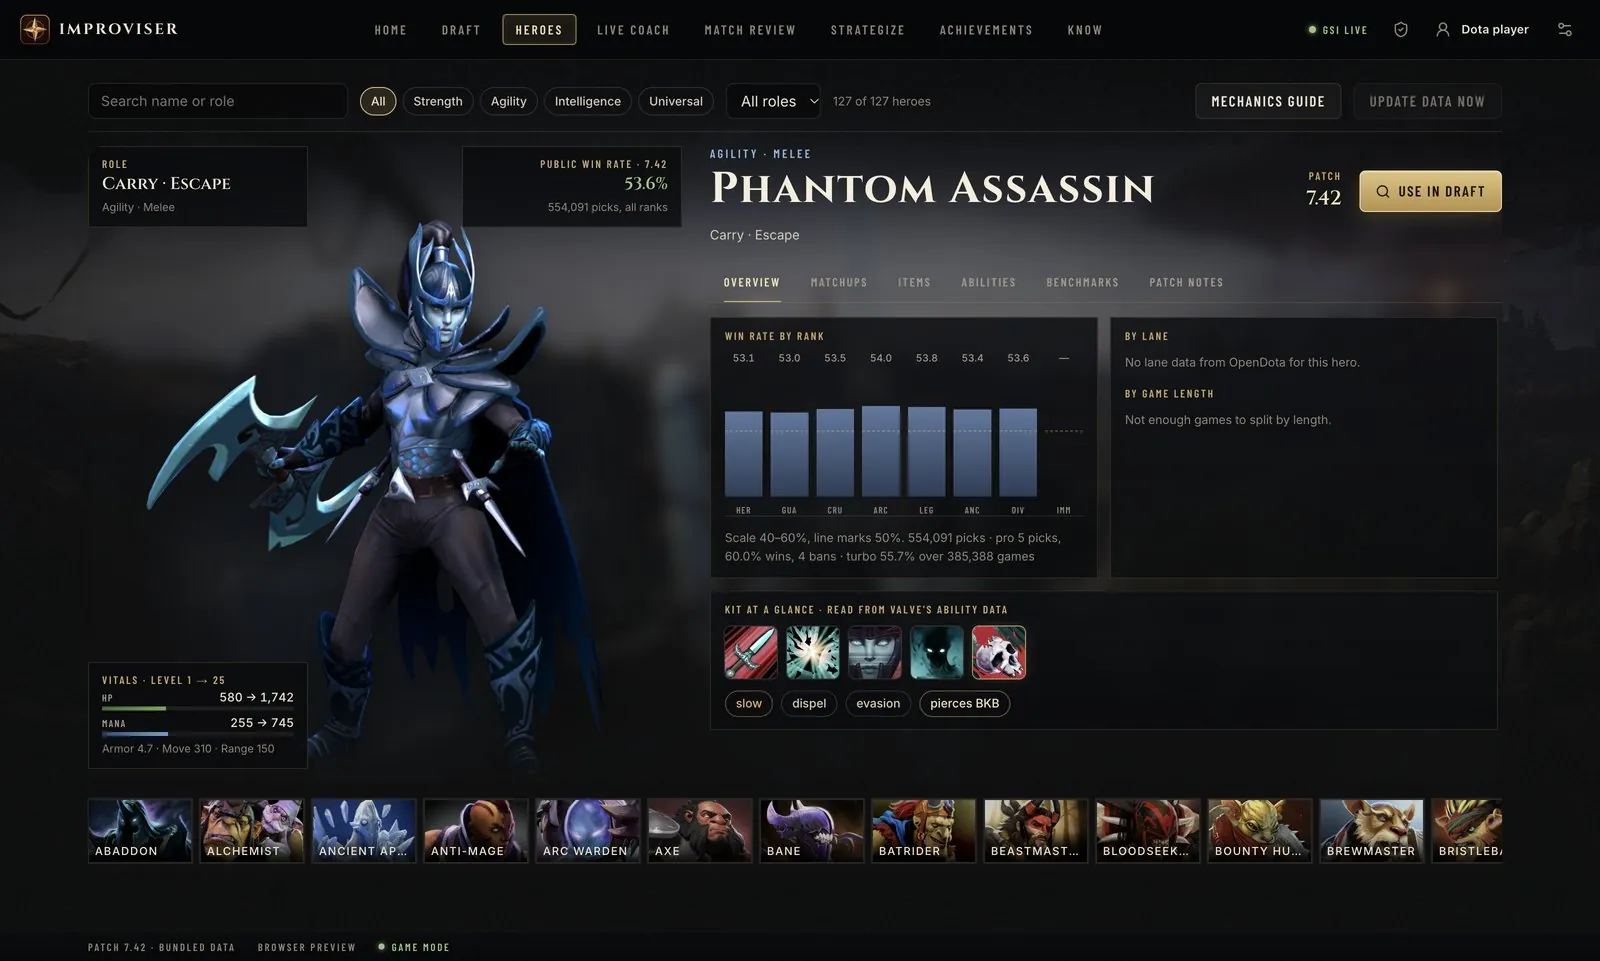 IMPROVISER
HOME DRAFT HEROES LIVE COACH MATCH REVIEW STRATEGIZE ACHIEVEMENTS KNOW
GSI LIVE
Dota player
Search name or role
All Strength Agility Intelligence Universal
All roles
127 of 127 heroes
MECHANICS GUIDE
UPDATE DATA NOW
ROLE
CARRY · ESCAPE
Agility · Melee
PUBLIC WIN RATE · 7.42
53.6%
554,091 picks, all ranks
AGILITY · MELEE
PHANTOM ASSASSIN
Carry · Escape
PATCH
7.42
USE IN DRAFT
OVERVIEW MATCHUPS ITEMS ABILITIES BENCHMARKS PATCH NOTES
WIN RATE BY RANK
53.1 53.0 53.5 54.0 53.8 53.4 53.6 —
HER GUA CRU ARC LEG ANC DIV IMM
Scale 40–60%, line marks 50%. 554,091 picks · pro 5 picks,
60.0% wins, 4 bans · turbo 55.7% over 385,388 games
BY LANE
No lane data from OpenDota for this hero.
BY GAME LENGTH
Not enough games to split by length.
KIT AT A GLANCE · READ FROM VALVE'S ABILITY DATA
slow dispel evasion pierces BKB
VITALS · LEVEL 1 → 25
HP 580 → 1,742
MANA 255 → 745
Armor 4.7 · Move 310 · Range 150
ABADDON ALCHEMIST ANCIENT AP... ANTI-MAGE ARC WARDEN AXE BANE BATRIDER BEASTMAST... BLOODSEEK... BOUNTY HU... BREWMASTER BRISTLEBA
PATCH 7.42 · BUNDLED DATA BROWSER PREVIEW GAME MODE